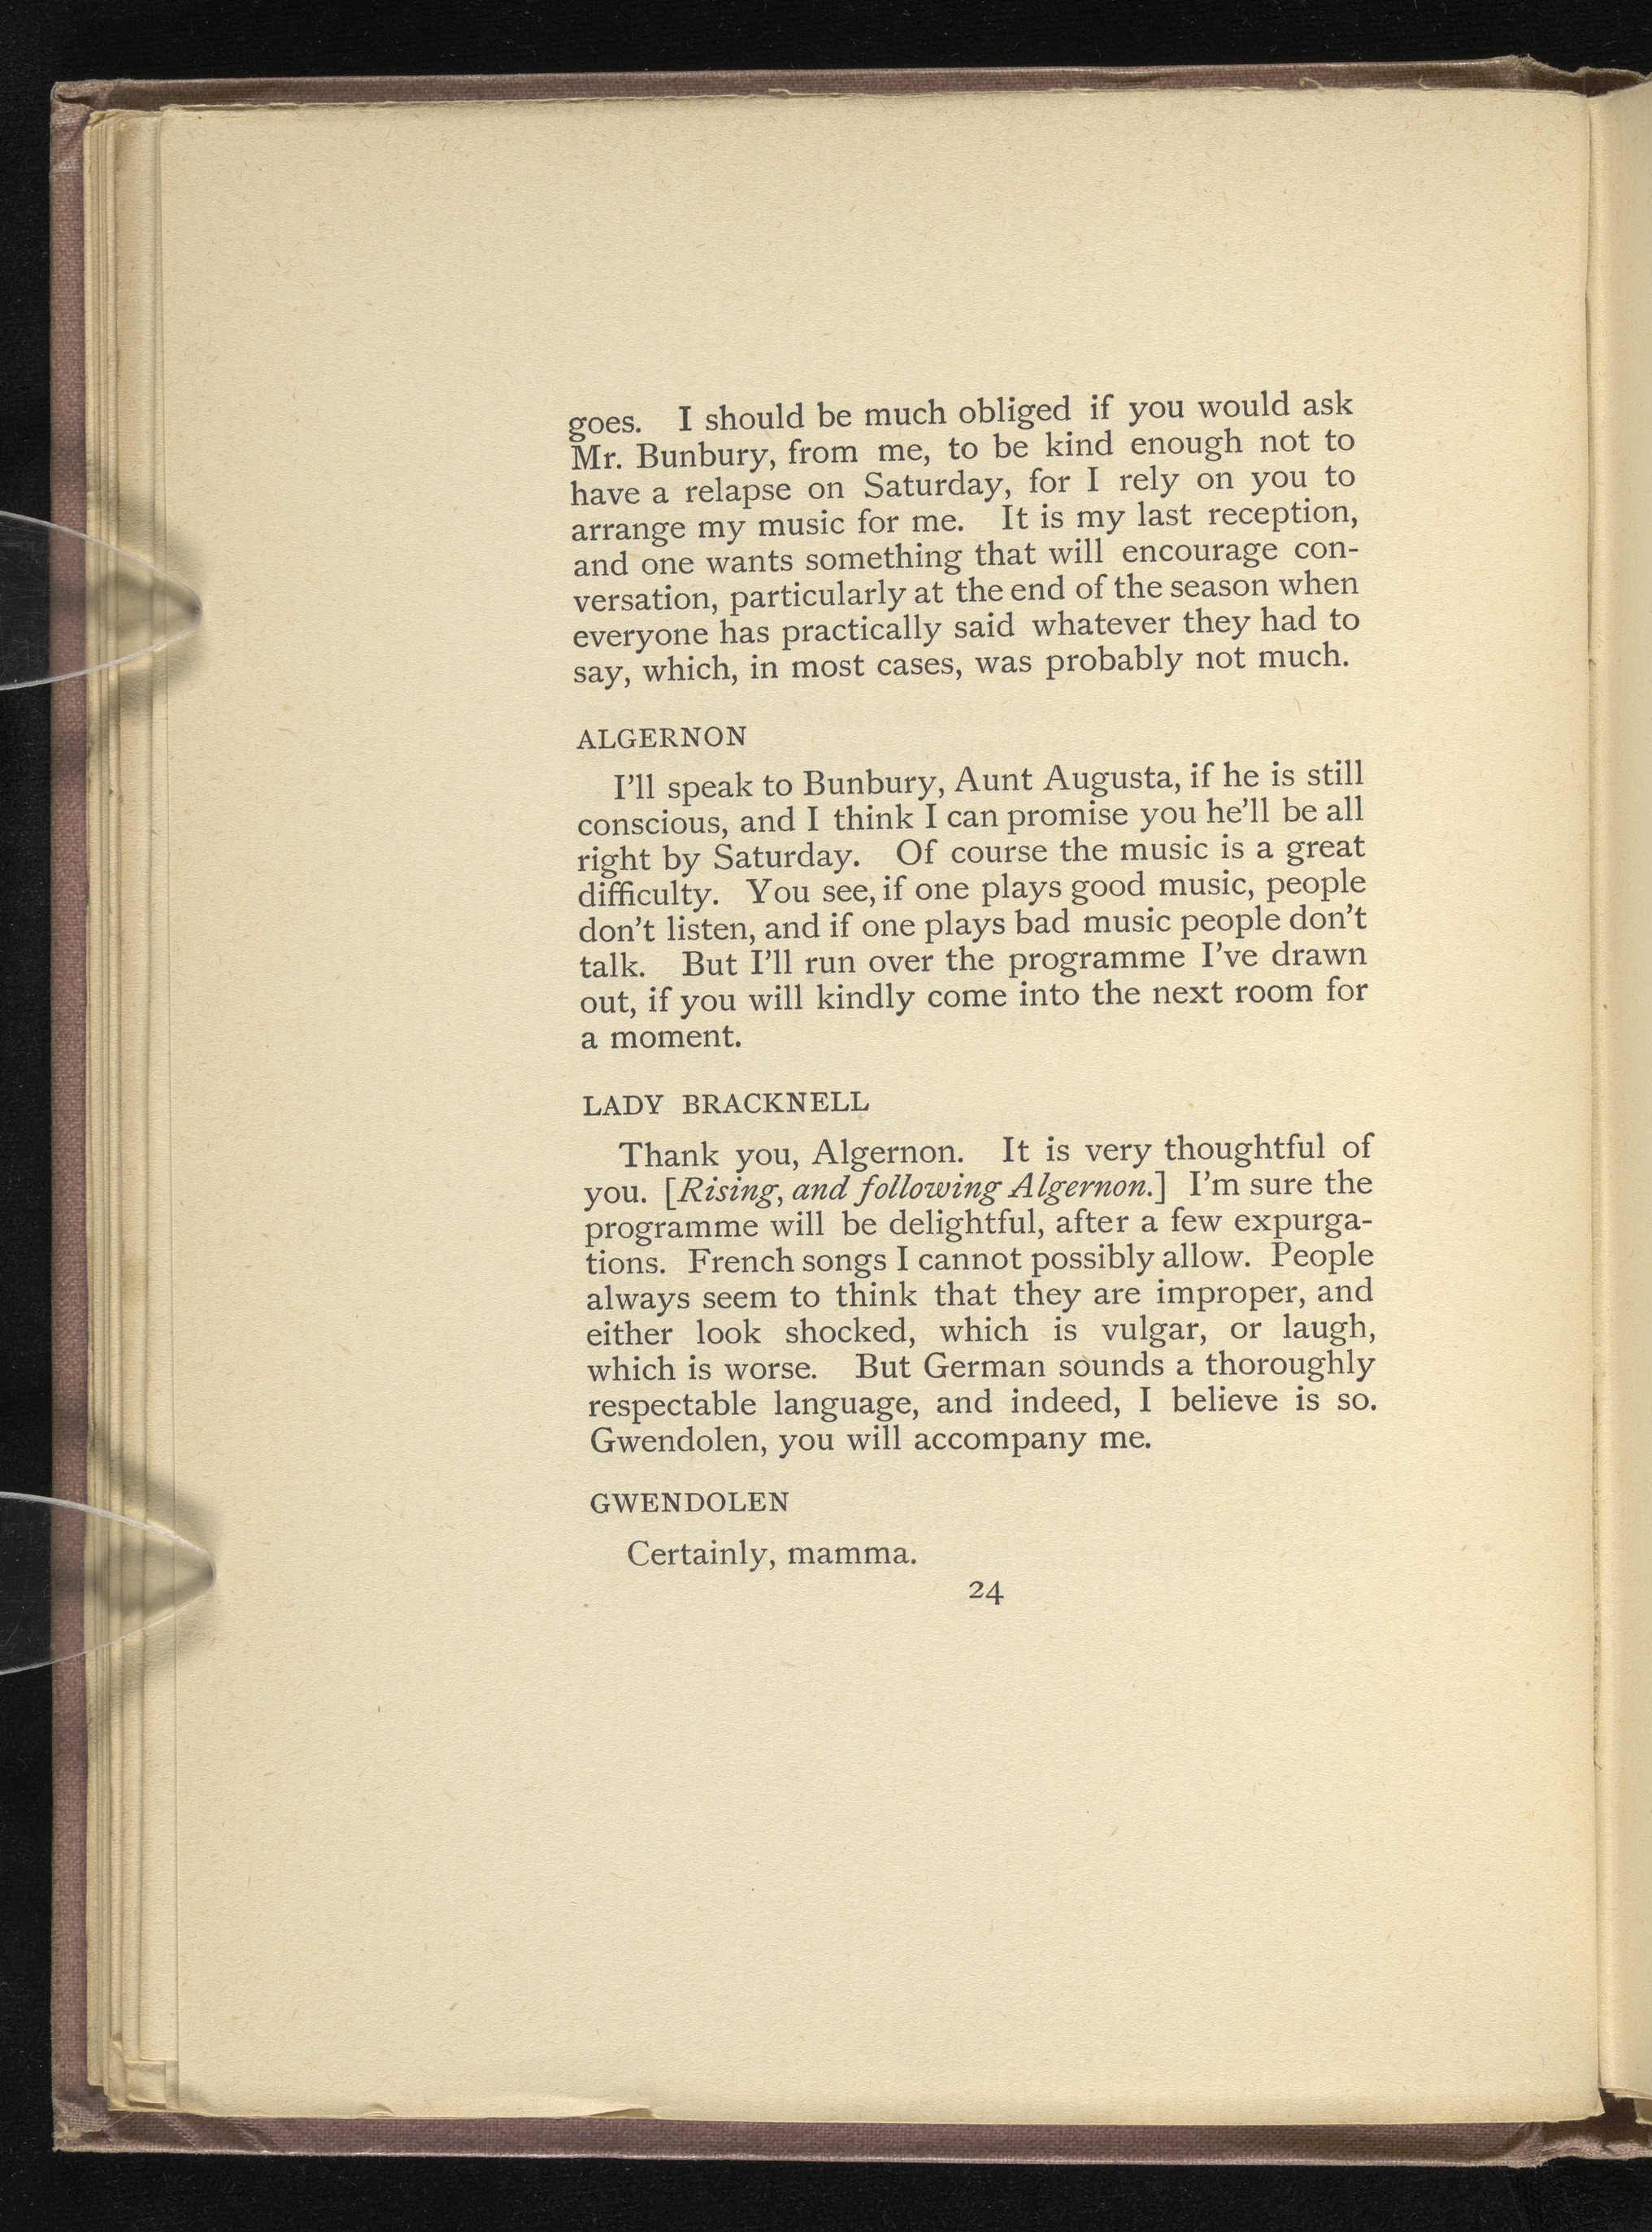 goes. I should be much obliged if you would ask
Mr. Bunbury, from me, to be kind enough not to
have a relapse on Saturday, for I rely on you to
arrange my music for me. It is my last reception,
and one wants something that will encourage con-
versation, particularly at the end of the season when
everyone has practically said whatever they had to
say, which, in most cases, was probably not much.
ALGERNON
I’ll speak to Bunbury, Aunt Augusta, if he is still
conscious, and I think I can promise you he’ll be all
right by Saturday. Of course the music is a great
difficulty. You see, if one plays good music, people
don’t listen, and if one plays bad music people don’t
talk. But I’ll run over the programme I’ve drawn
out, if you will kindly come into the next room for
a moment.
LADY BRACKNELL
Thank you, Algernon. It is very thoughtful of
you. [Rising, and following Algernon.] I’m sure the
programme will be delightful, after a few expurga-
tions. French songs I cannot possibly allow. People
always seem to think that they are improper, and
either look shocked, which is vulgar, or laugh,
which is worse. But German sounds a thoroughly
respectable language, and indeed, I believe is so.
Gwendolen, you will accompany me.
GWENDOLEN
Certainly, mamma.
24